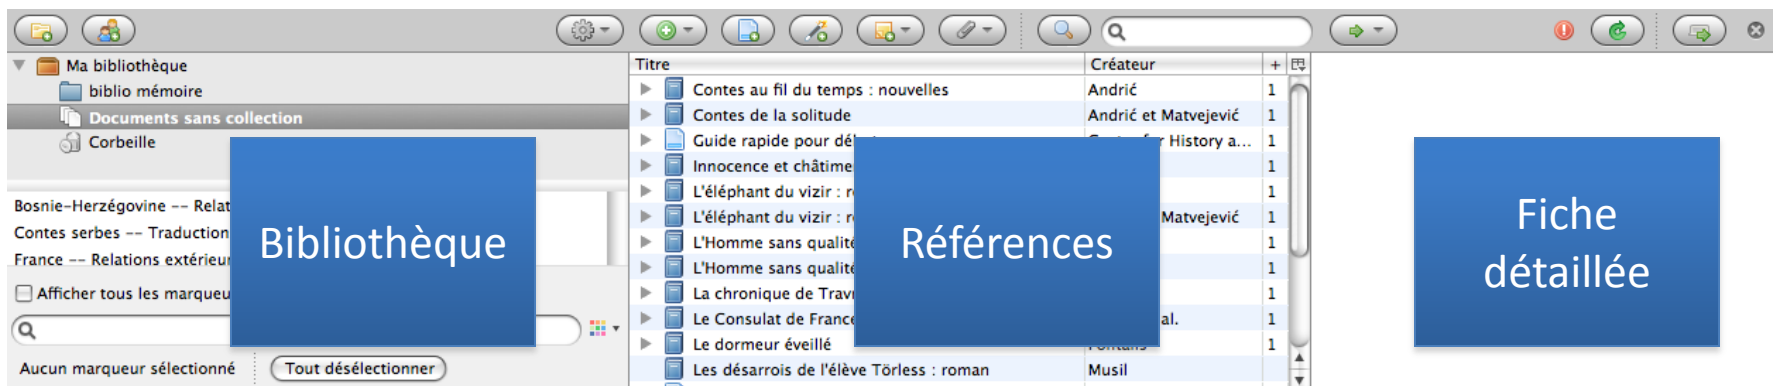 Ma bibliothèque
biblio mémoire
Documents sans collection
Corbeille
Bosnie-Herzégovine -- Relat
Contes serbes -- Traduction
France -- Relations extérieur
Afficher tous les marqueu
Aucun marqueur sélectionné Tout désélectionner
Bibliothèque
Titre Créateur +
Contes au fil du temps : nouvelles Andrić 1
Contes de la solitude Andrić et Matvejević 1
Guide rapide pour dé r History a... 1
Innocence et châtime 1
L'éléphant du vizir : r 1
L'éléphant du vizir : r Matvejević 1
L'Homme sans qualité 1
L'Homme sans qualité 1
La chronique de Trav 1
Le Consulat de France al. 1
Le dormeur éveillé 1
Les désarrois de l'élève Törless : roman Musil
Références
Fiche
détaillée